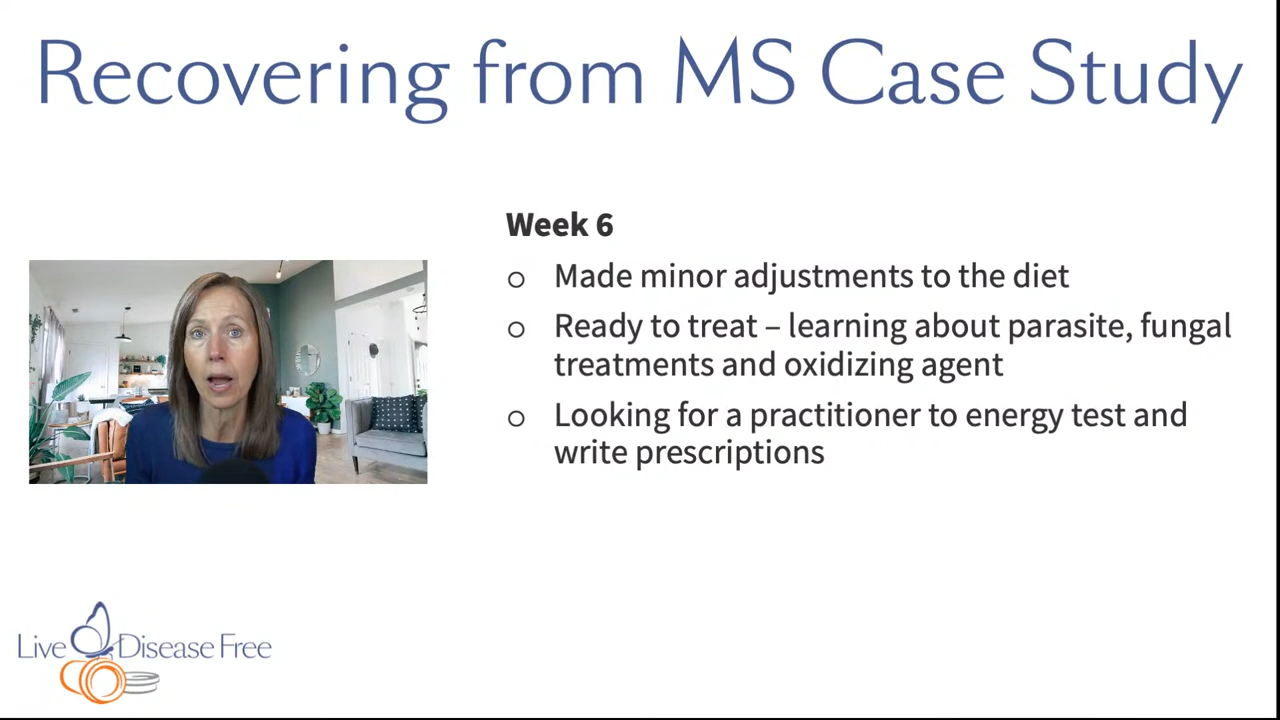 Recovering from MS Case Study
Week 6
o Made minor adjustments to the diet
o Ready to treat – learning about parasite, fungal
treatments and oxidizing agent
o Looking for a practitioner to energy test and
write prescriptions
Live Disease Free